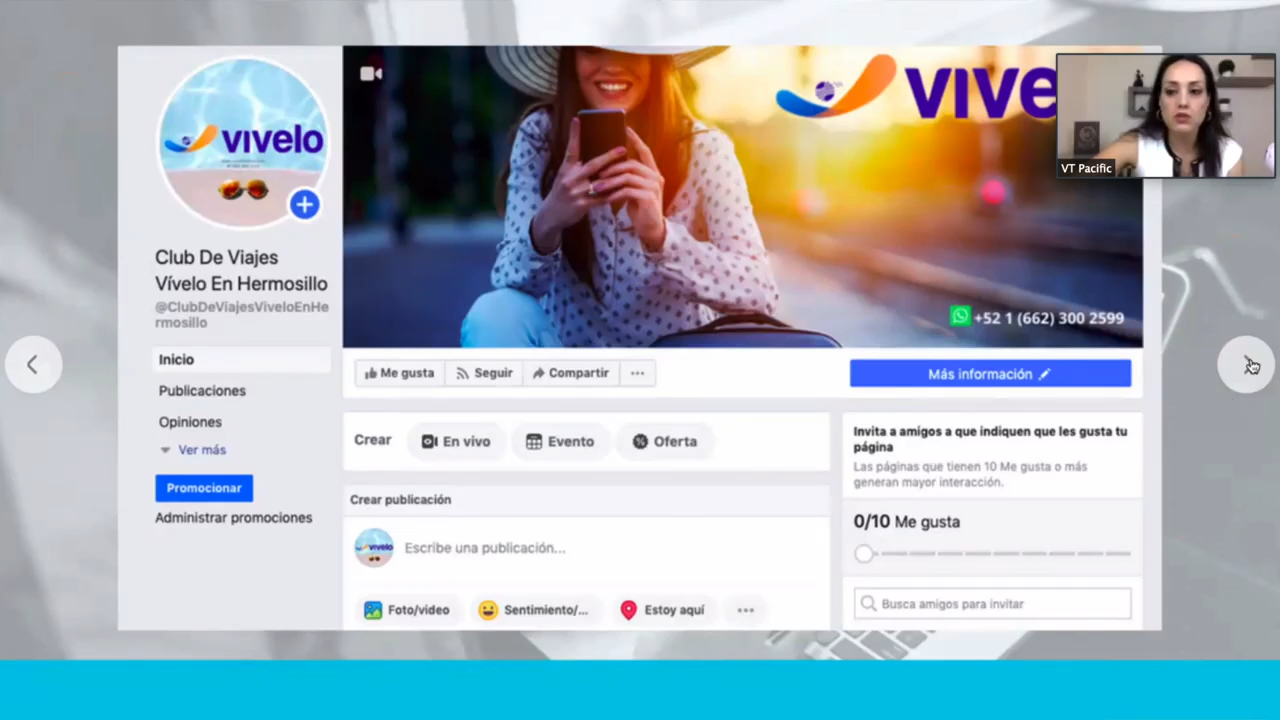 vivelo
Club De Viajes
Vívelo En Hermosillo
@ClubDeViajesViveloEnHe
rmosillo
Inicio
Publicaciones
Opiniones
Ver más
Promocionar
Administrar promociones
VIVE
VT Pacific
+52 1 (662) 300 2599
Me gusta
Seguir
Compartir
Más información
Crear
En vivo
Evento
Oferta
Crear publicación
vivelo
Escribe una publicación...
Foto/video
Sentimiento/...
Estoy aquí
Invita a amigos a que indiquen que les gusta tu
página
Las páginas que tienen 10 Me gusta o más
generan mayor interacción.
0/10 Me gusta
Busca amigos para invitar